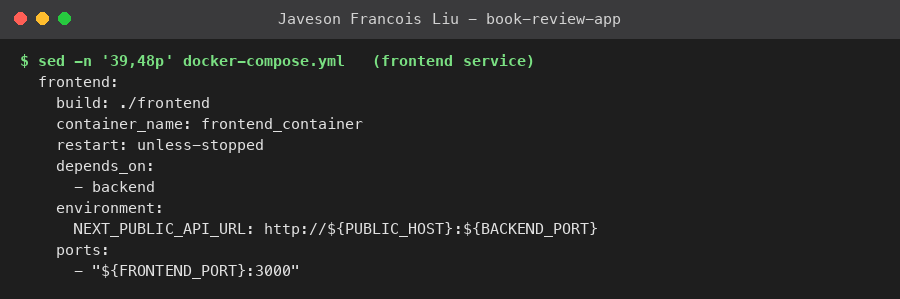 Javeson Francois Liu – book-review-app
$ sed -n '39,48p' docker-compose.yml   (frontend service)
  frontend:
    build: ./frontend
    container_name: frontend_container
    restart: unless-stopped
    depends_on:
      - backend
    environment:
      NEXT_PUBLIC_API_URL: http://${PUBLIC_HOST}:${BACKEND_PORT}
    ports:
      - "${FRONTEND_PORT}:3000"